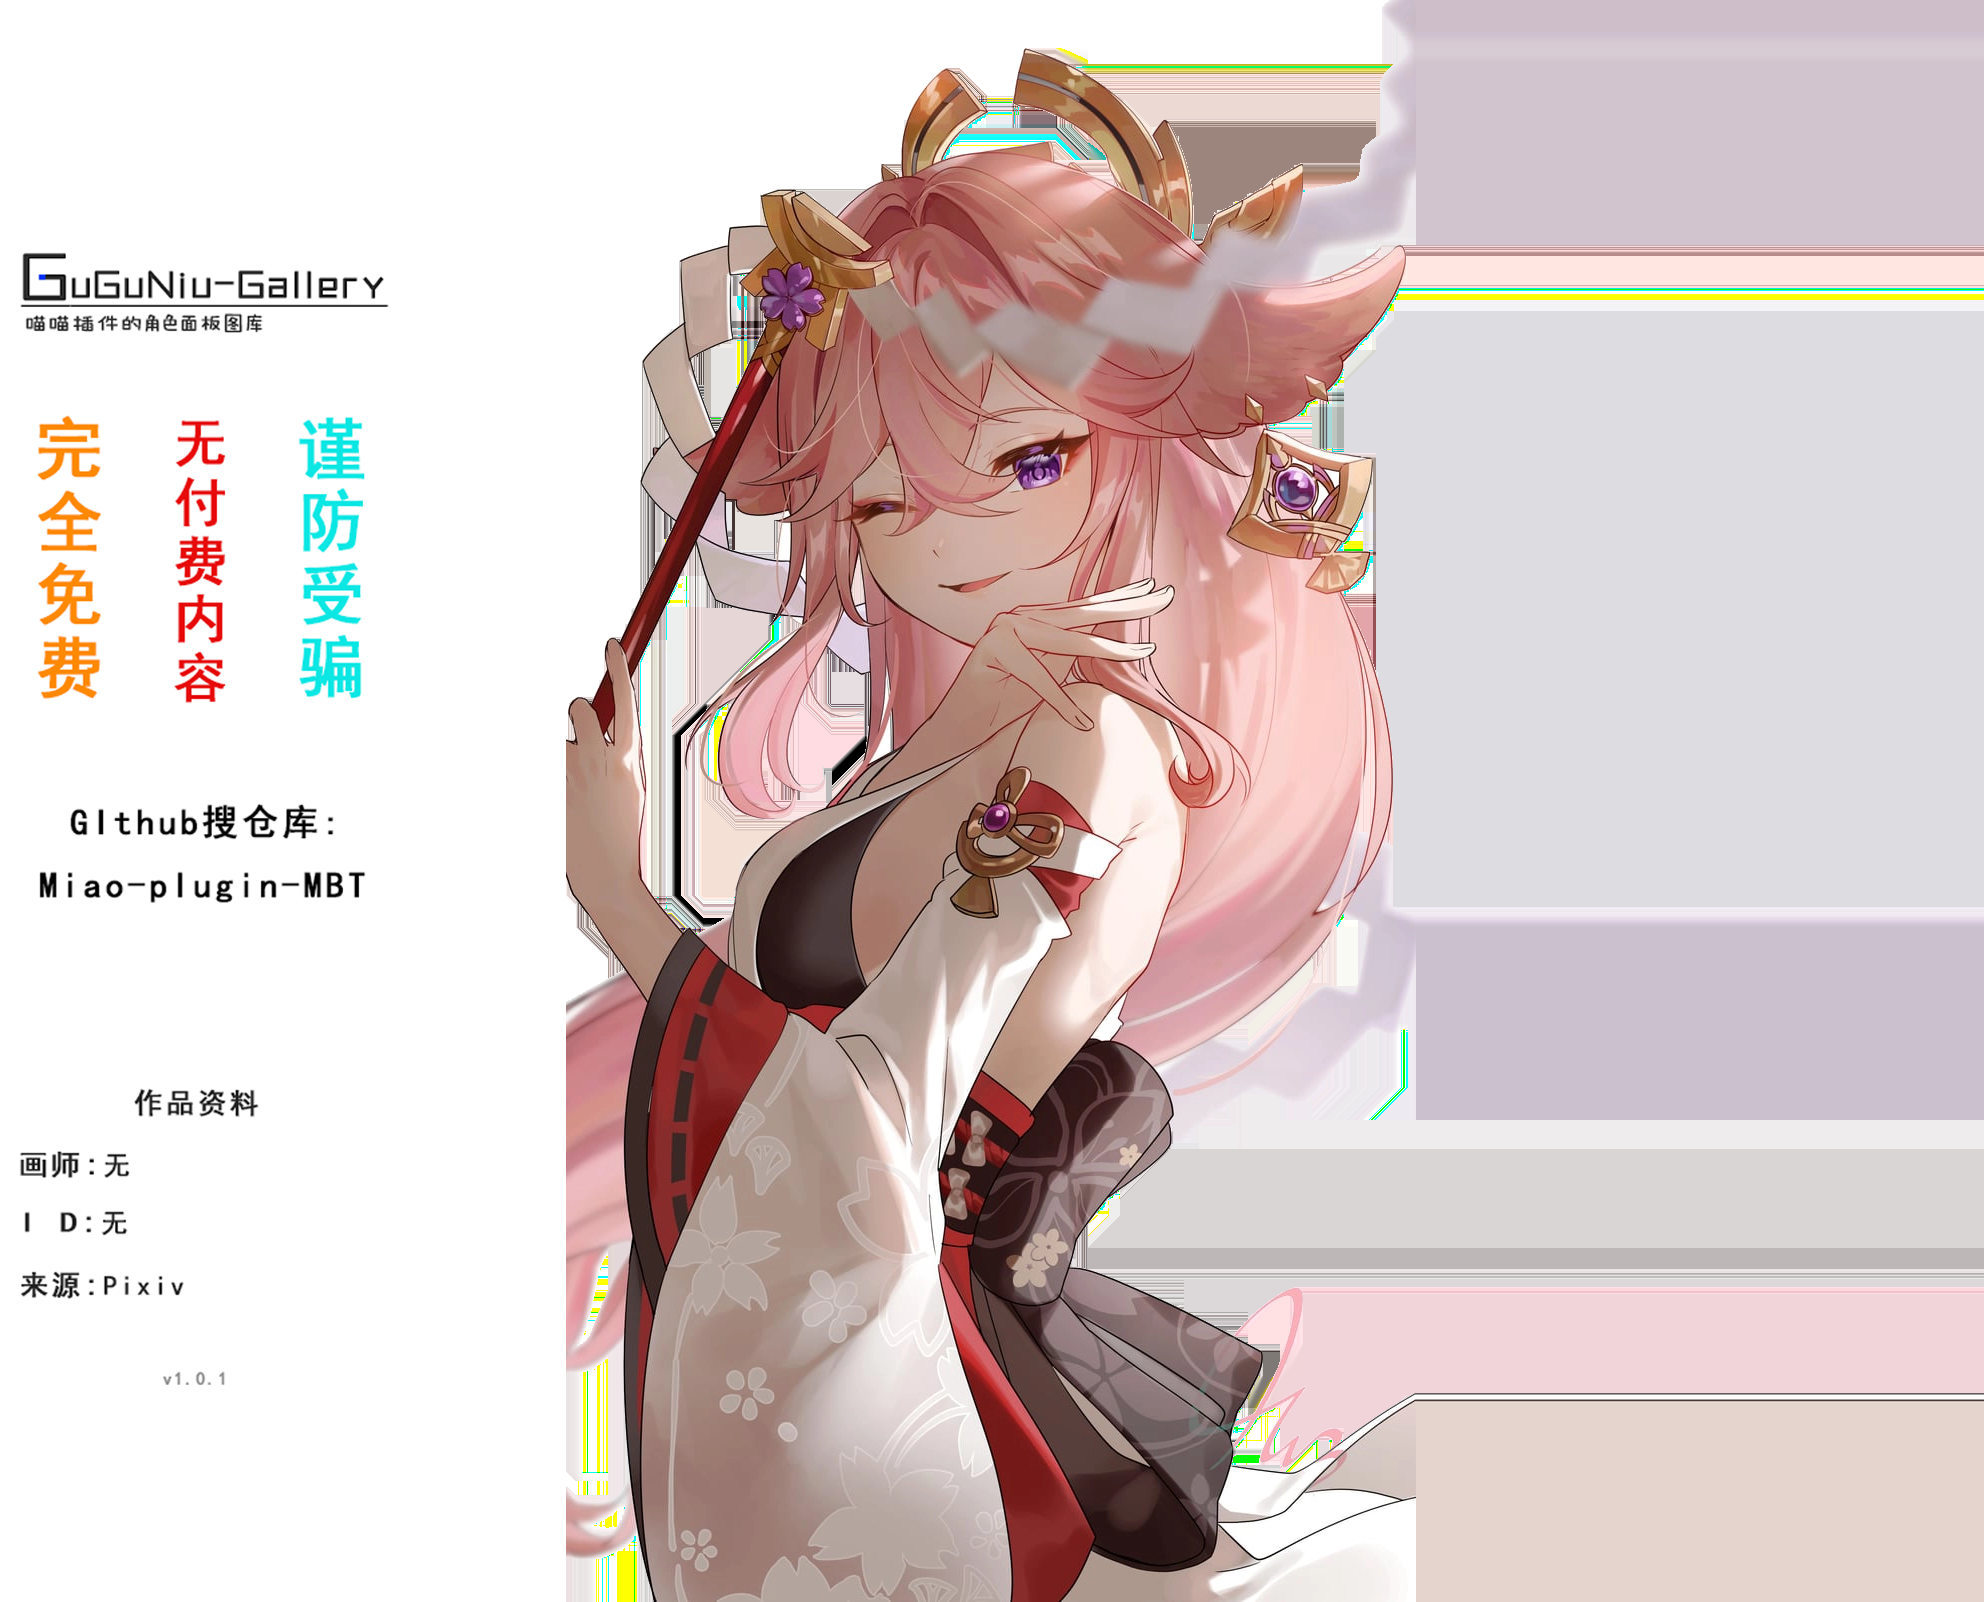 GuGuNiu-Gallery
喵喵插件的角色面板图库
完全免费
无付费内容
谨防受骗
GIthub搜仓库:
Miao-plugin-MBT
作品资料
画师:无
I D:无
来源:Pixiv
v1.0.1